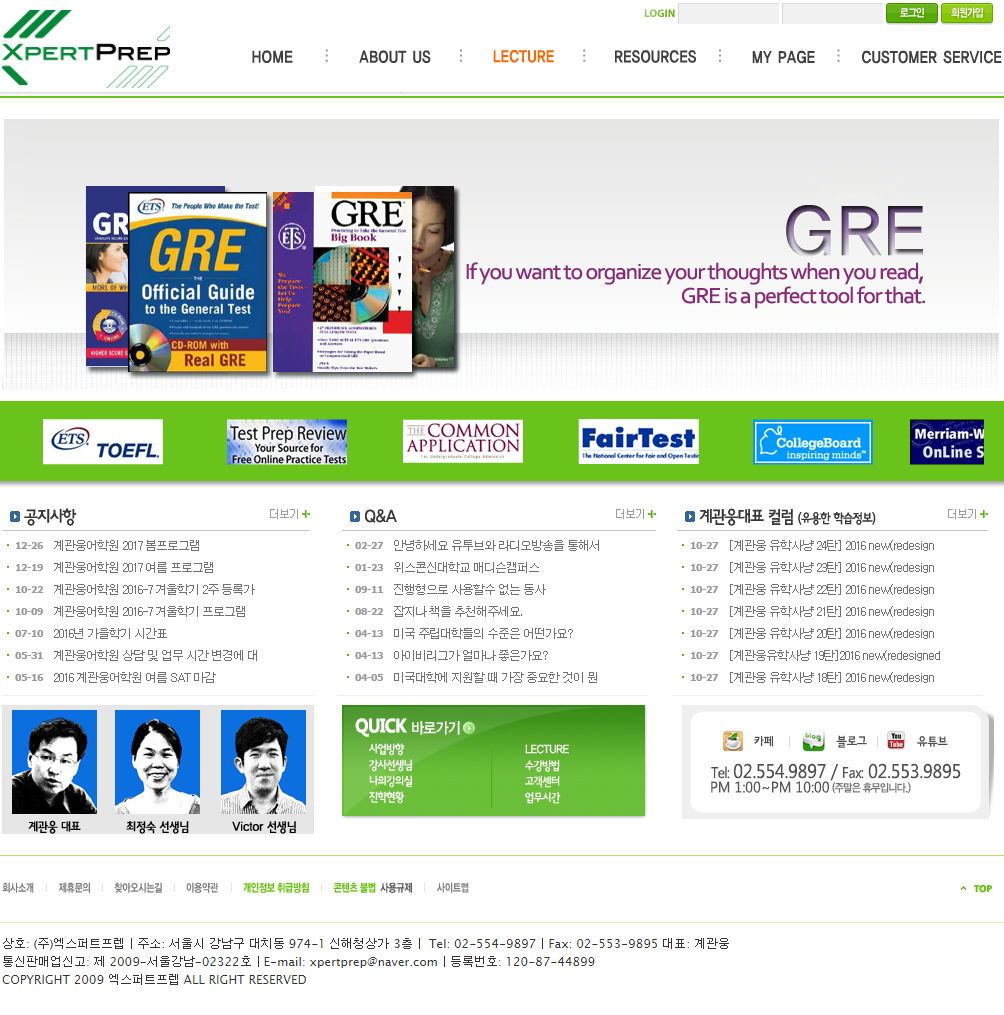 LOGIN 로그인 회원가입
XPERTPREP
HOME ABOUT US LECTURE RESOURCES MY PAGE CUSTOMER SERVICE
GRE
If you want to organize your thoughts when you read,
GRE is a perfect tool for that.
GR
MORE OF WH
HIGHER SCORE
ETS The People Who Make the Test!
GRE
THE
Official Guide
to the General Test
CD-ROM with
Real GRE
ETS
We
Prepare
the Tests
Let Us
Help
Prepare
You!
GRE
Practicing to Take the General Test
Big Book
ETS TOEFL.
Test Prep Review
Your Source for
Free Online Practice Tests
THE COMMON
APPLICATION
For Undergraduate College Admission
FairTest
The National Center for Fair and Open Testin
CollegeBoard
inspiring minds™
Merriam-W
OnLine S
공지사항 더보기
12-26 계관웅어학원 2017 봄프로그램
12-19 계관웅어학원 2017 여름 프로그램
10-22 계관웅어학원 2016-7 겨울학기 2주 등록가
10-09 계관웅어학원 2016-7 겨울학기 프로그램
07-10 2016년 가을학기 시간표
05-31 계관웅어학원 상담 및 업무 시간 변경에 대
05-16 2016 계관웅어학원 여름 SAT 마감
Q&A 더보기
02-27 안녕하세요 유투브와 라디오방송을 통해서
01-23 위스콘신대학교 매디슨캠퍼스
09-11 진행형으로 사용할수 없는 동사
08-22 잡지나 책을 추천해주세요.
04-13 미국 주립대학들의 수준은 어떤가요?
04-13 아이비리그가 얼마나 좋은가요?
04-05 미국대학에 지원할 때 가장 중요한 것이 뭔
계관웅대표 컬럼 (유용한 학습정보) 더보기
10-27 [계관웅 유학사냥 24탄] 2016 new(redesign
10-27 [계관웅 유학사냥 23탄] 2016 new(redesign
10-27 [계관웅 유학사냥 22탄] 2016 new(redesign
10-27 [계관웅 유학사냥 21탄] 2016 new(redesign
10-27 [계관웅 유학사냥 20탄] 2016 new(redesign
10-27 [계관웅유학사냥 19탄]2016 new(redesigned
10-27 [계관웅 유학사냥 18탄] 2016 new(redesign
계관웅 대표 최정숙 선생님 Victor 선생님
QUICK 바로가기
사업방향 LECTURE
강사선생님 수강방법
나의강의실 고객센터
진학현황 업무시간
카페 blog 블로그 You Tube 유튜브
Tel: 02.554.9897 / Fax: 02.553.9895
PM 1:00~PM 10:00 (주말은 휴무입니다.)
회사소개 제휴문의 찾아오시는길 이용약관 개인정보 취급방침 콘텐츠 불법 사용규제 사이트맵 TOP
상호: (주)엑스퍼트프렙 | 주소: 서울시 강남구 대치동 974-1 신해청상가 3층 | Tel: 02-554-9897 | Fax: 02-553-9895 대표: 계관웅
통신판매업신고: 제 2009-서울강남-02322호 | E-mail: xpertprep@naver.com | 등록번호: 120-87-44899
COPYRIGHT 2009 엑스퍼트프렙 ALL RIGHT RESERVED